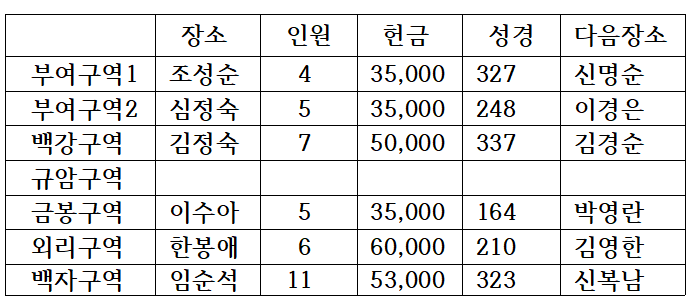 장소 인원 헌금 성경 다음장소
부여구역1 조성순 4 35,000 327 신명순
부여구역2 심정숙 5 35,000 248 이경은
백강구역 김정숙 7 50,000 337 김경순
규암구역
금봉구역 이수아 5 35,000 164 박영란
외리구역 한봉애 6 60,000 210 김영한
백자구역 임순석 11 53,000 323 신복남